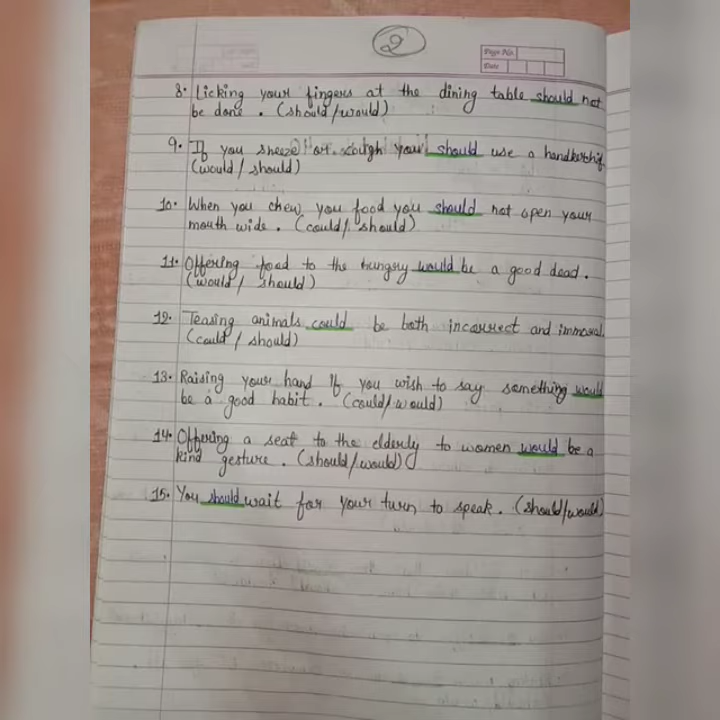 2
Page No.
Date
8. Licking your fingers at the dining table should not
be done. (should/would)
9. If you sneeze or cough you should use a handkerchif.
(would / should)
10. When you chew you food you should not open your
mouth wide. (could/ should)
11. Offering food to the hungry would be a good dead.
(would / should)
12. Teasing animals could be both incorrect and immoral.
(could / should)
13. Raising your hand If you wish to say something would
be a good habit. (could/would)
14. Offering a seat to the elderly to women would be a
kind gesture. (should/would)
15. You should wait for your turn to speak. (should/would)